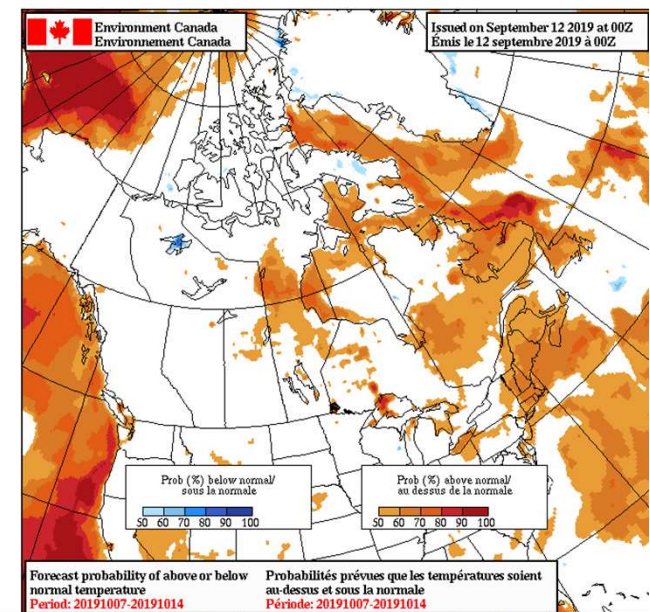 Environment Canada
Environnement Canada
Issued on September 12 2019 at 00Z
Émis le 12 septembre 2019 à 00Z
Prob (%) below normal/
sous la normale
50 60 70 80 90 100
Prob (%) above normal/
au dessus de la normale
50 60 70 80 90 100
Forecast probability of above or below
normal temperature
Period: 20191007-20191014
Probabilités prévues que les températures soient
au-dessus et sous la normale
Période: 20191007-20191014